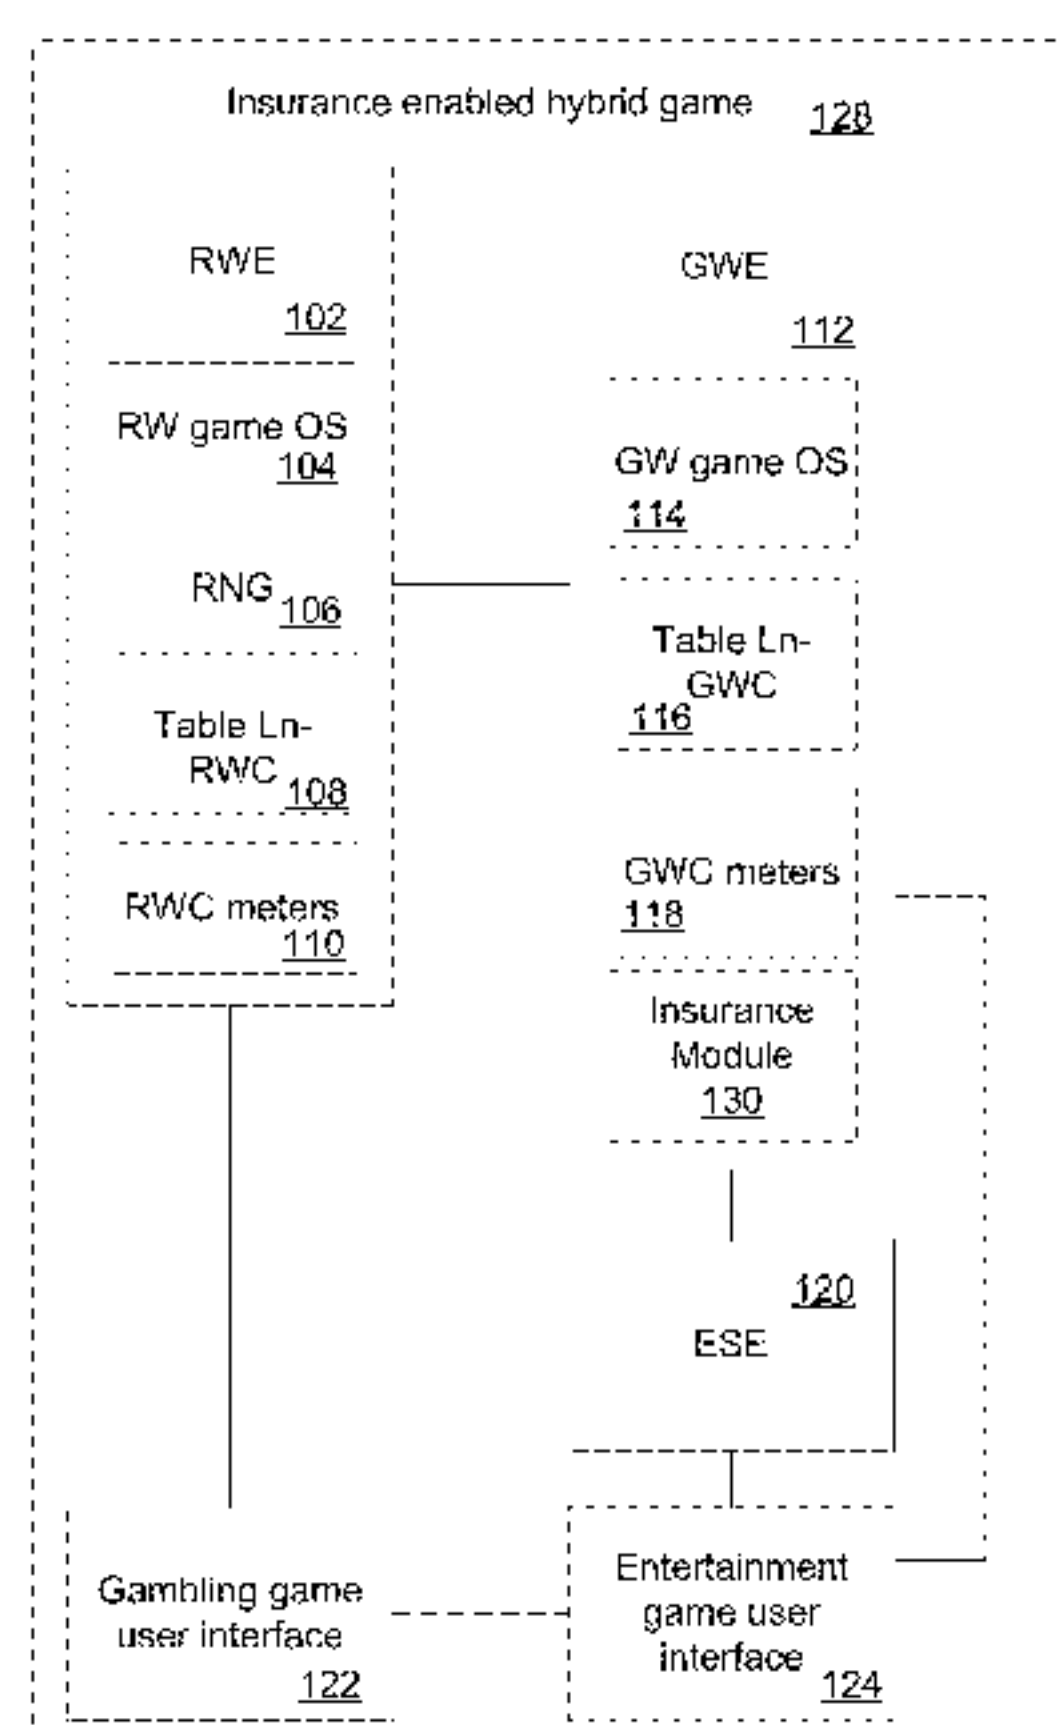 Insurance enabled hybrid game 128
RWE
102
RW game OS
104
RNG 106
Table Ln-
RWC 108
RWC meters
110
GWE
112
GW game OS
114
Table Ln-
GWC
116
GWC meters
118
Insurance
Module
130
120
ESE
Gambling game
user interface
122
Entertainment
game user
interface 124